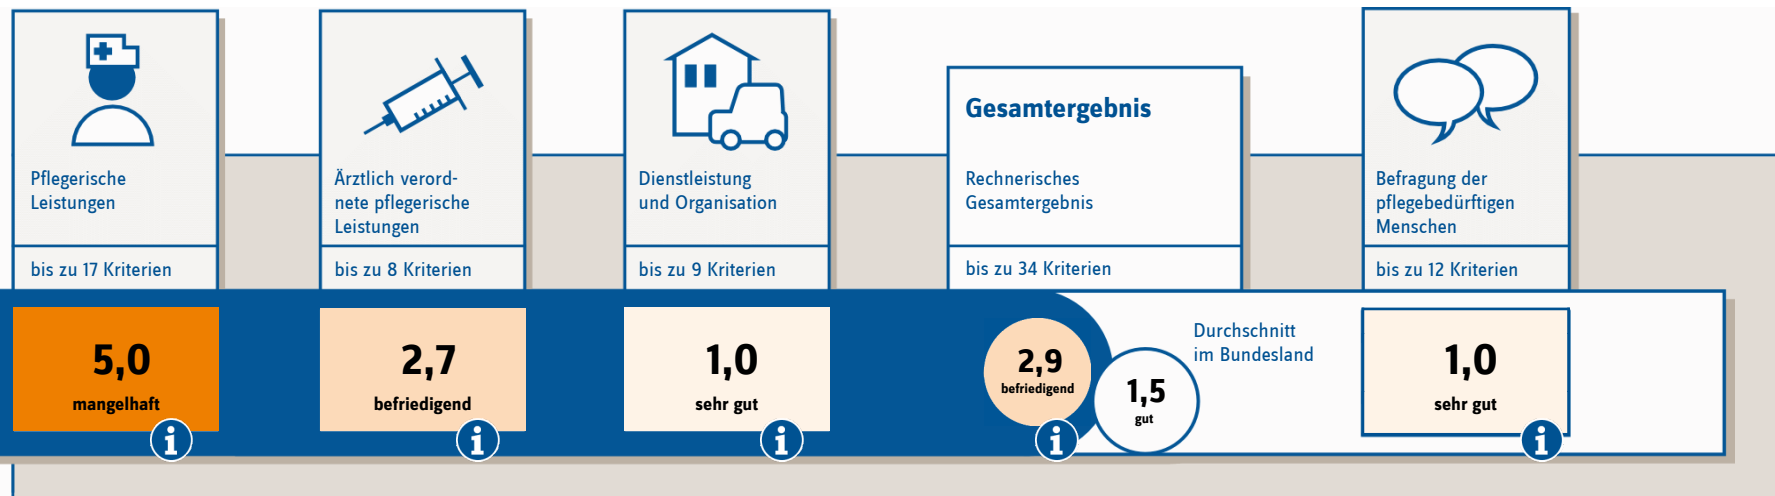 Pflegerische
Leistungen
bis zu 17 Kriterien
5,0
mangelhaft
i
Ärztlich verord-
nete pflegerische
Leistungen
bis zu 8 Kriterien
2,7
befriedigend
i
Dienstleistung
und Organisation
bis zu 9 Kriterien
1,0
sehr gut
i
Gesamtergebnis
Rechnerisches
Gesamtergebnis
bis zu 34 Kriterien
2,9
befriedigend
i
1,5
gut
Durchschnitt
im Bundesland
Befragung der
pflegebedürftigen
Menschen
bis zu 12 Kriterien
1,0
sehr gut
i